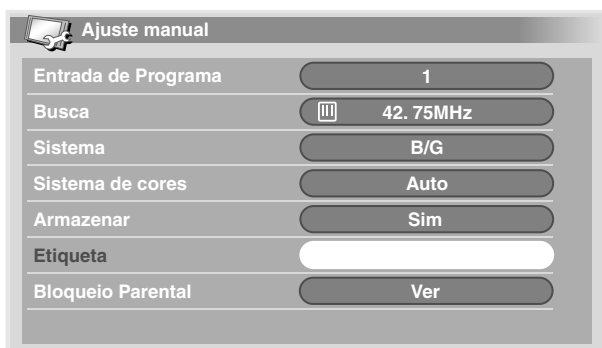 Ajuste manual
Entrada de Programa 1
Busca 42. 75MHz
Sistema B/G
Sistema de cores Auto
Armazenar Sim
Etiqueta
Bloqueio Parental Ver